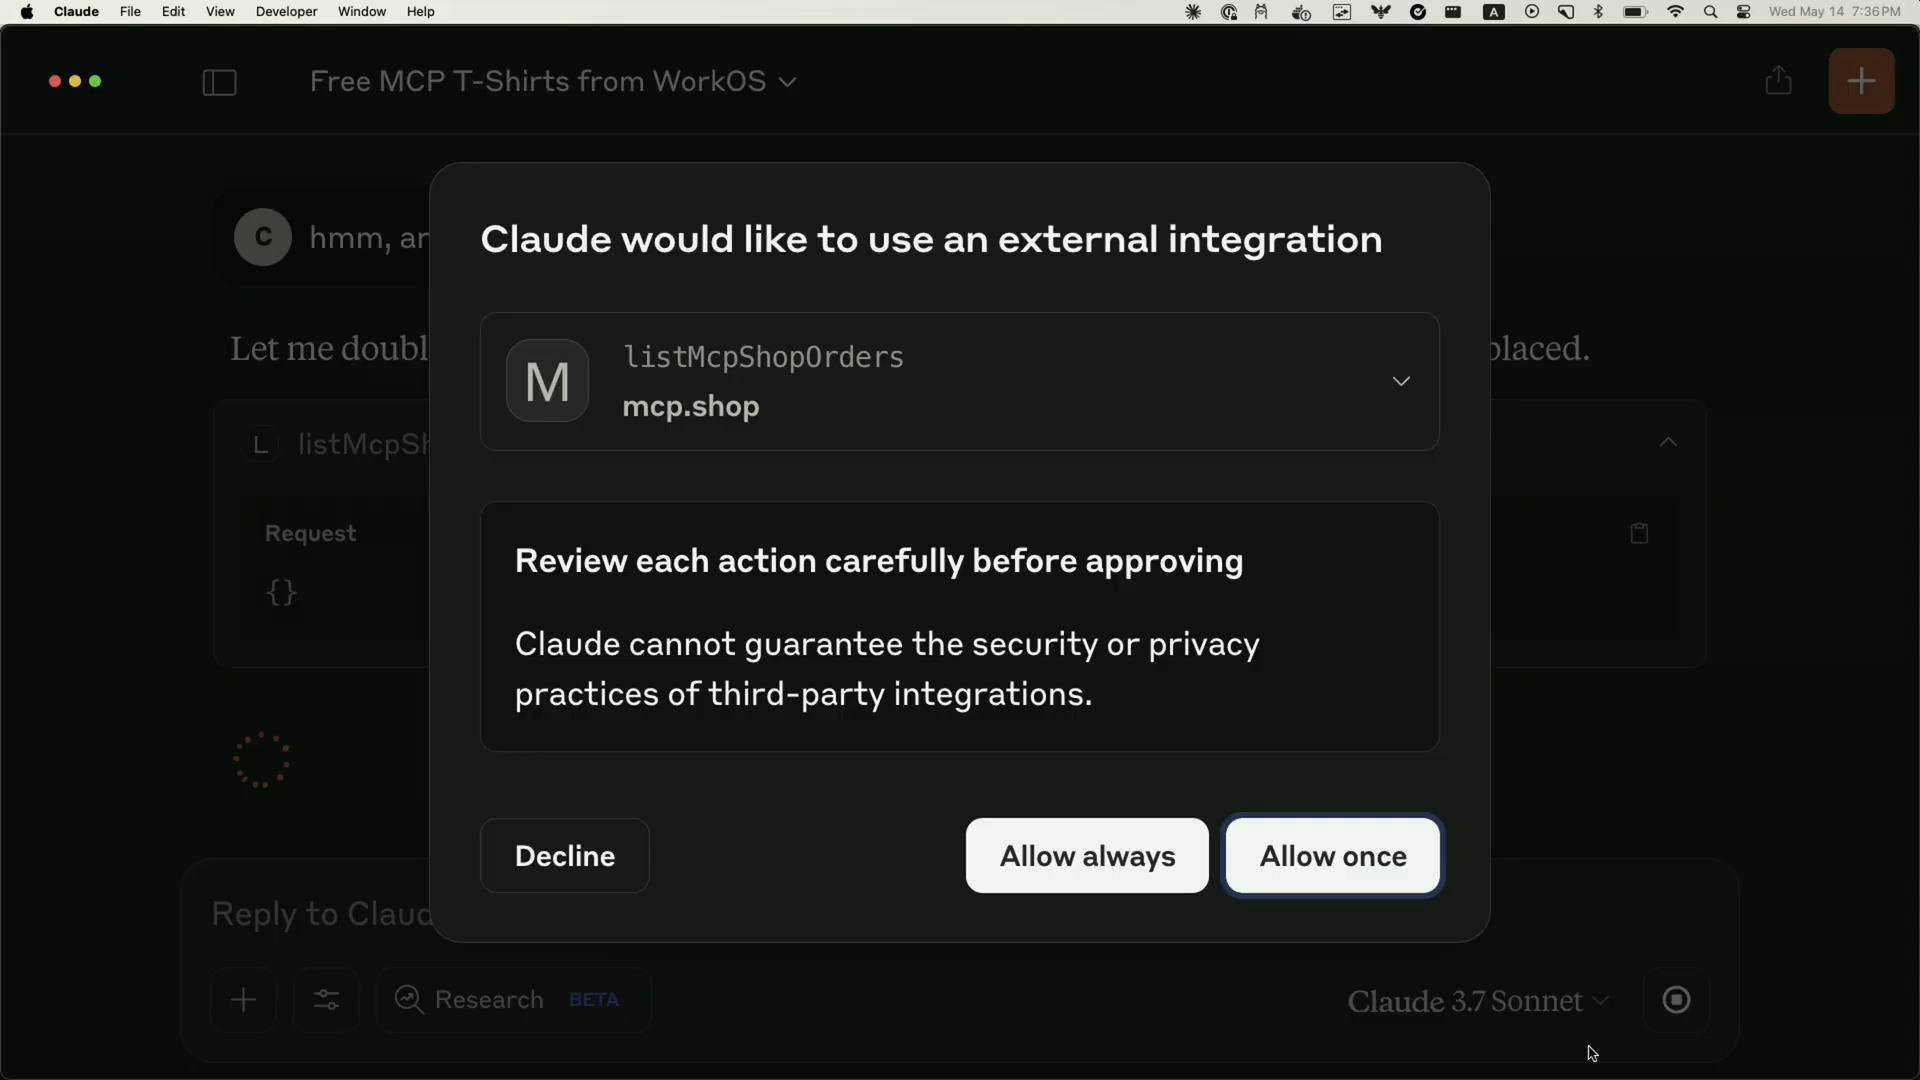 Claude File Edit View Developer Window Help A Wed May 14 7:36 PM
Free MCP T-Shirts from WorkOS
Claude would like to use an external integration
C hmm, ar
Let me doubl
placed.
M listMcpShopOrders
mcp.shop
L listMcpSh
Request
{}
Review each action carefully before approving
Claude cannot guarantee the security or privacy
practices of third-party integrations.
Decline Allow always Allow once
Reply to Claud
Research BETA Claude 3.7 Sonnet